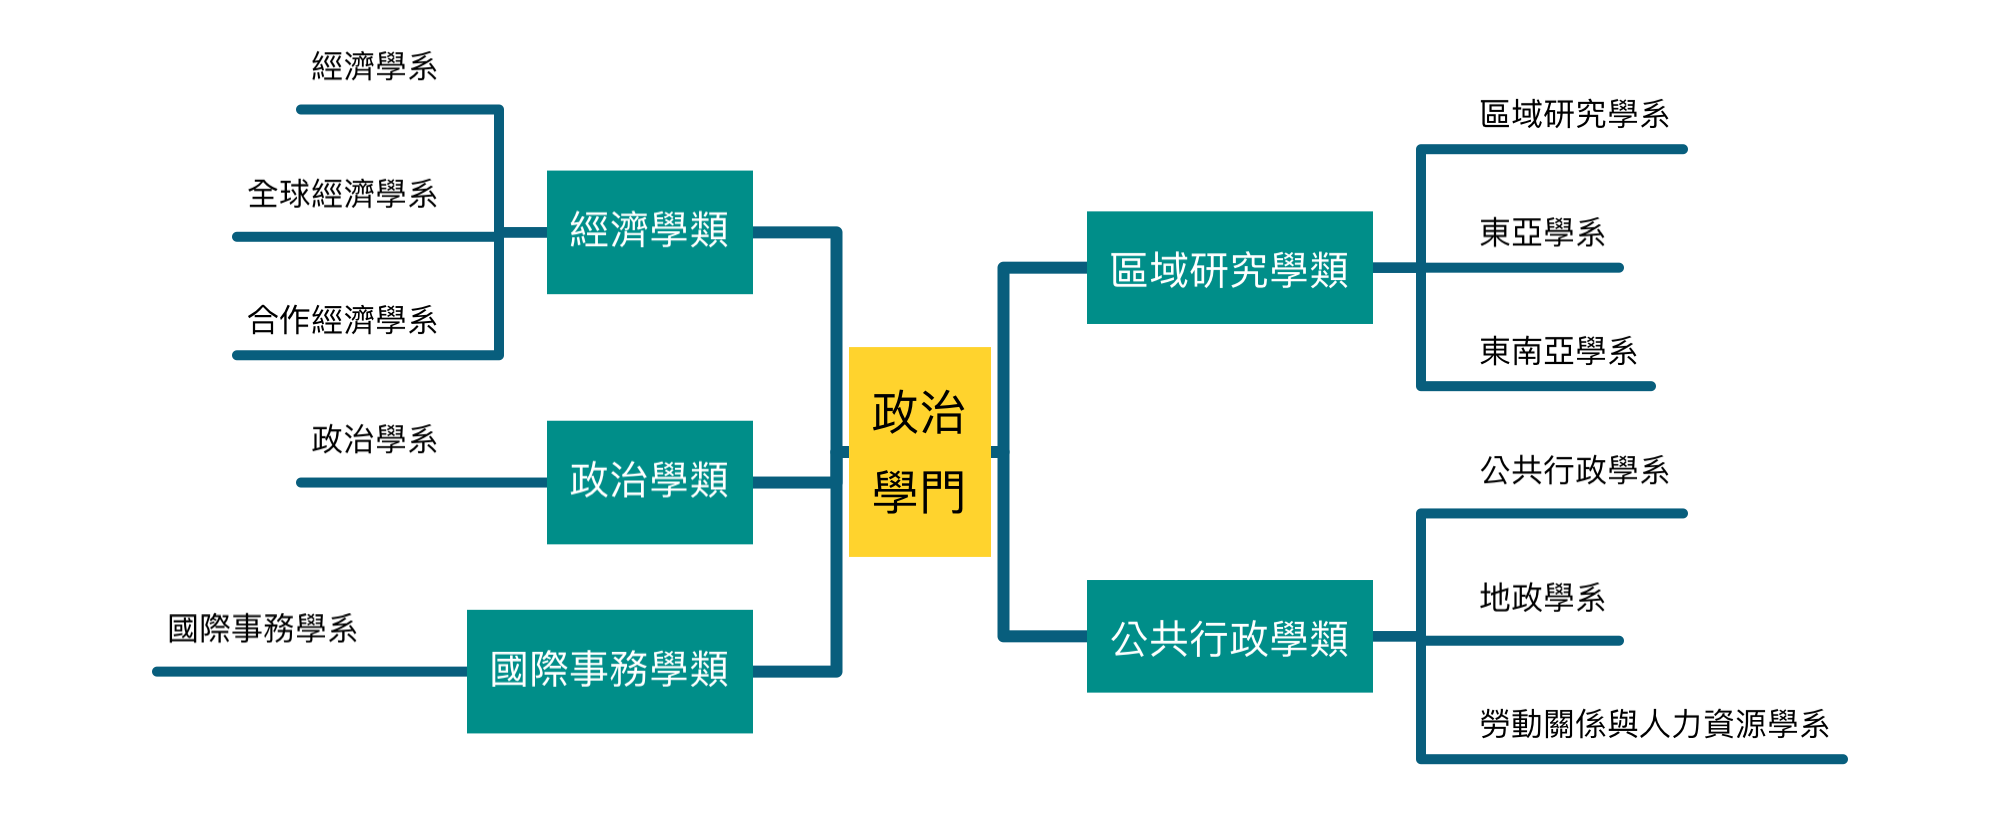 政治
學門
經濟學類
經濟學系
全球經濟學系
合作經濟學系
政治學類
政治學系
國際事務學類
國際事務學系
區域研究學類
區域研究學系
東亞學系
東南亞學系
公共行政學類
公共行政學系
地政學系
勞動關係與人力資源學系